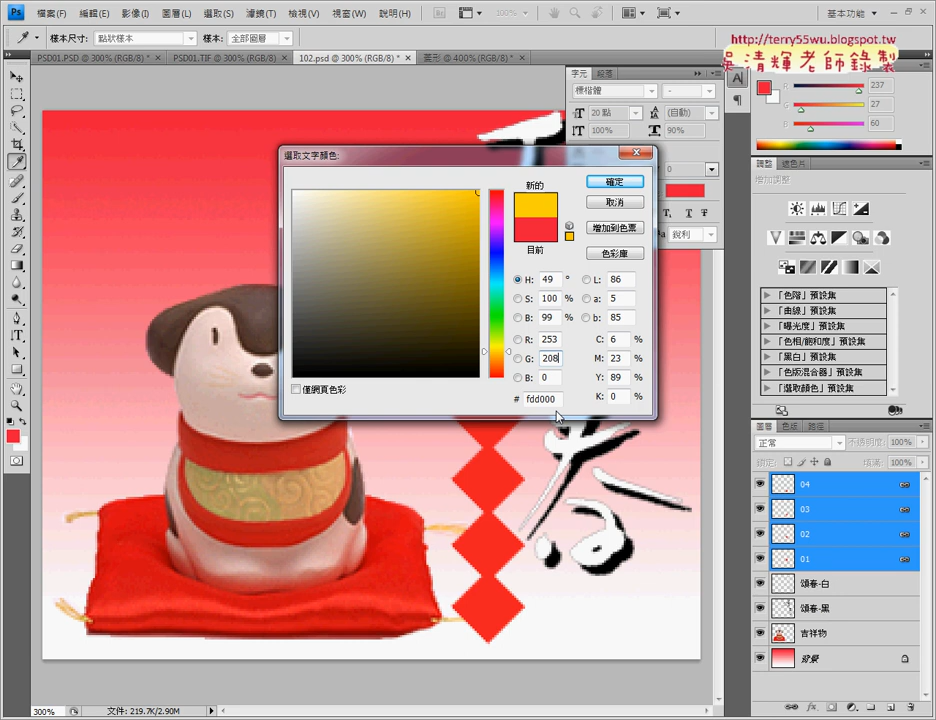 檔案(F) 編輯(E) 影像(I) 圖層(L) 選取(S) 濾鏡(T) 檢視(V) 視窗(W) 說明(H) 100% 基本功能
http://terry55wu.blogspot.tw
吳清輝老師錄製
樣本尺寸: 點狀樣本 樣本: 全部圖層
PSD01.PSD @ 300% (RGB/8) * PSD01.TIF @ 300% (RGB/8) 102.psd @ 300% (RGB/8) * 菱形 @ 400% (RGB/8) *
字元 段落
標楷體 -
20 點 (自動)
100% 90%
0
銳利
R 237
G 27
B 60
選取文字顏色:
新的
目前
確定
取消
增加到色票
色彩庫
H: 49 °
S: 100 %
B: 99 %
R: 253
G: 208
B: 0
# fdd000
L: 86
a: 5
b: 85
C: 6 %
M: 23 %
Y: 89 %
K: 0 %
僅網頁色彩
調整 遮色片
增加調整
「色階」預設集
「曲線」預設集
「曝光度」預設集
「色相/飽和度」預設集
「黑白」預設集
「色版混合器」預設集
「選取顏色」預設集
圖層 色版 路徑
正常 不透明度: 100%
鎖定: 填滿: 100%
04
03
02
01
頌春-白
頌春-黑
吉祥物
背景
300% 文件: 219.7K/2.90M